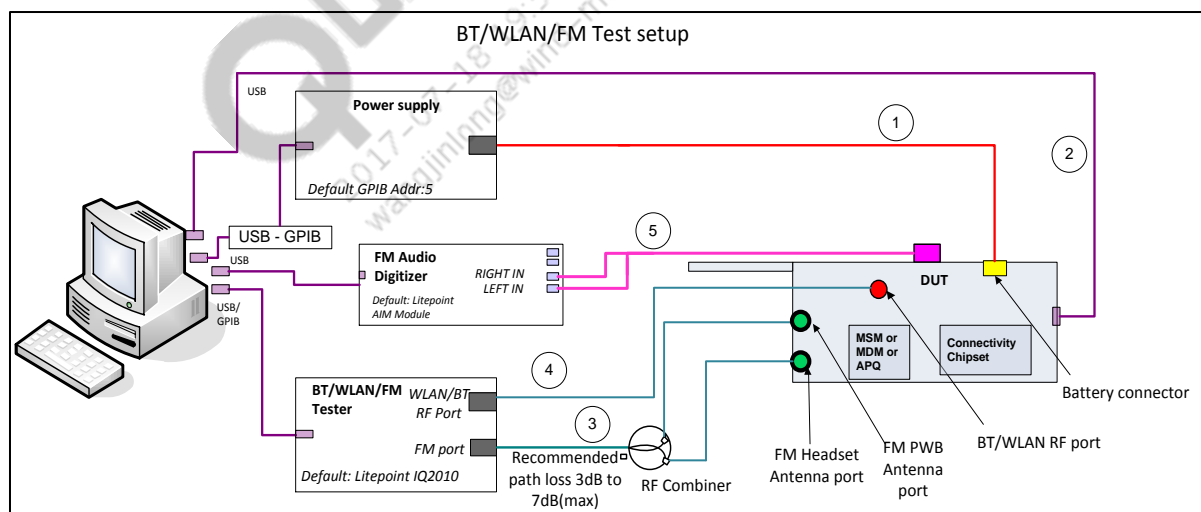 BT/WLAN/FM Test setup
USB
Power supply
Default GPIB Addr:5
1
2
USB - GPIB
USB
USB/
GPIB
FM Audio
Digitizer
Default: Litepoint
AIM Module
RIGHT IN
LEFT IN
5
DUT
MSM or
MDM or
APQ
Connectivity
Chipset
Battery connector
BT/WLAN RF port
FM PWB
Antenna
port
FM Headset
Antenna port
BT/WLAN/FM
Tester
WLAN/BT
RF Port
FM port
Default: Litepoint IQ2010
4
3
Recommended
path loss 3dB to
7dB(max)
RF Combiner